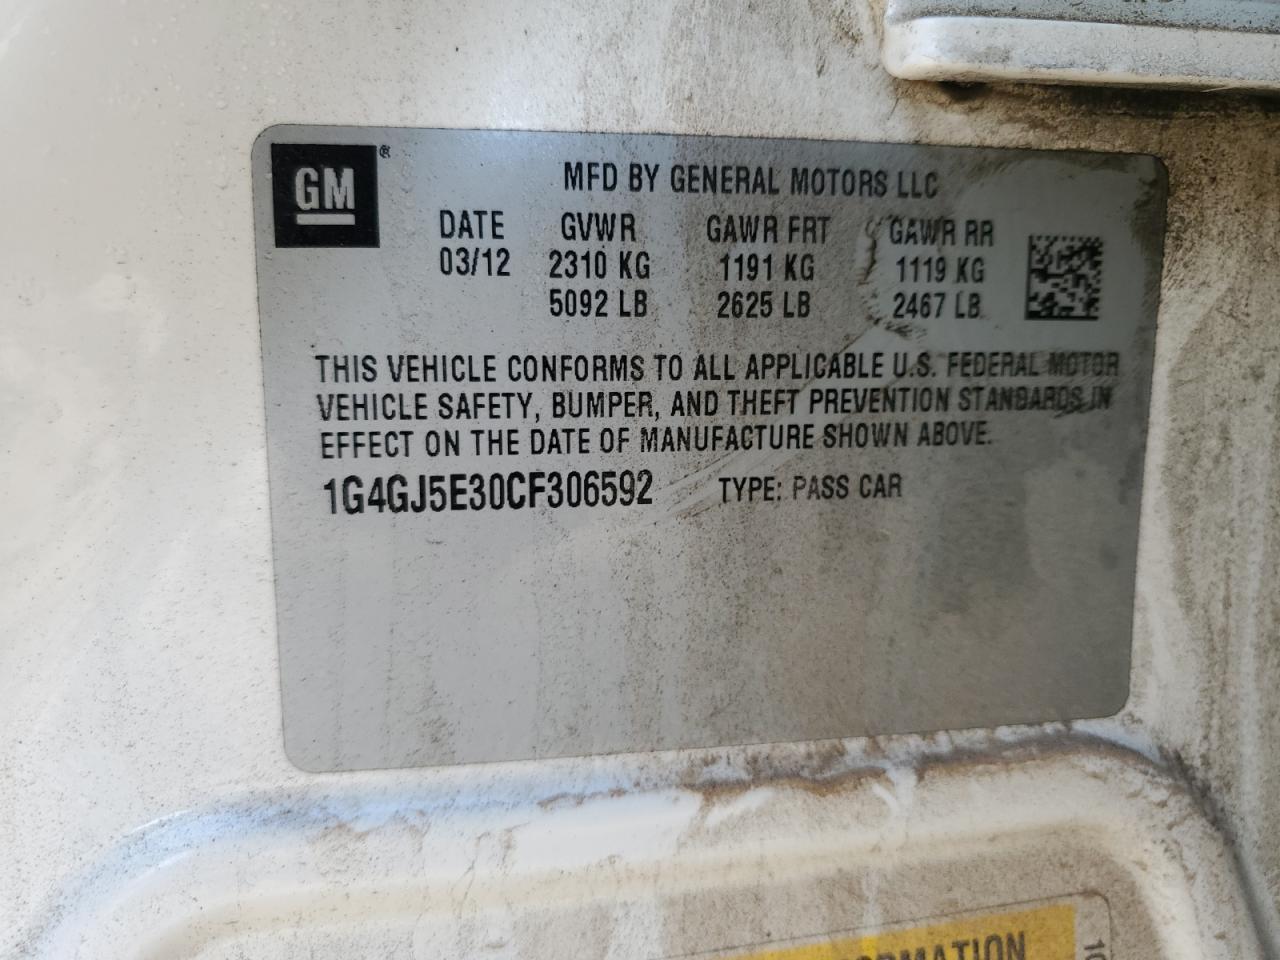 GM ®
MFD BY GENERAL MOTORS LLC
DATE GVWR GAWR FRT GAWR RR
03/12 2310 KG 1191 KG 1119 KG
5092 LB 2625 LB 2467 LB
THIS VEHICLE CONFORMS TO ALL APPLICABLE U.S. FEDERAL MOTOR
VEHICLE SAFETY, BUMPER, AND THEFT PREVENTION STANDARDS IN
EFFECT ON THE DATE OF MANUFACTURE SHOWN ABOVE.
1G4GJ5E30CF306592 TYPE: PASS CAR